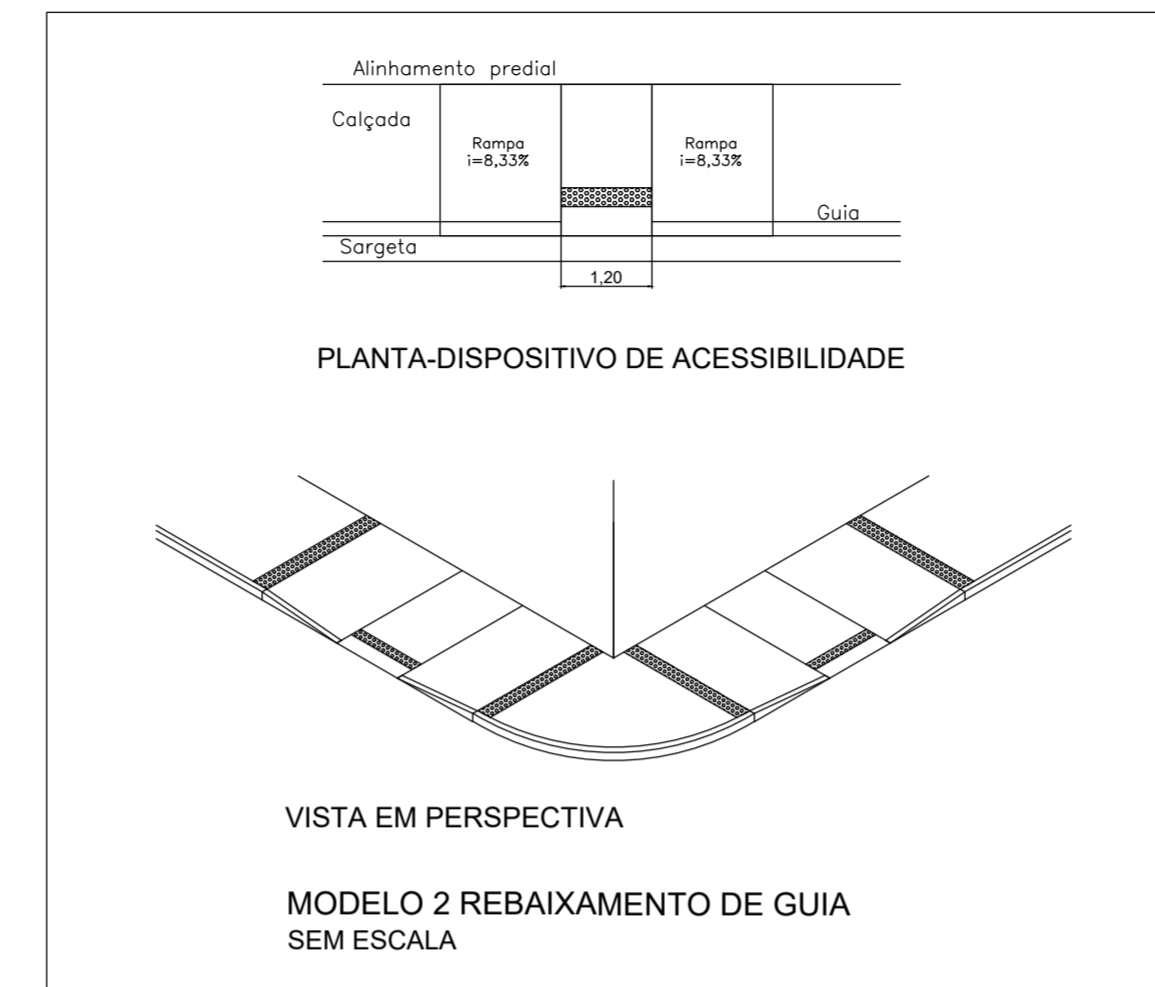 Alinhamento predial
Calçada
Rampa
i=8,33%
Rampa
i=8,33%
Guia
Sargeta
1,20
PLANTA-DISPOSITIVO DE ACESSIBILIDADE
VISTA EM PERSPECTIVA
MODELO 2 REBAIXAMENTO DE GUIA
SEM ESCALA